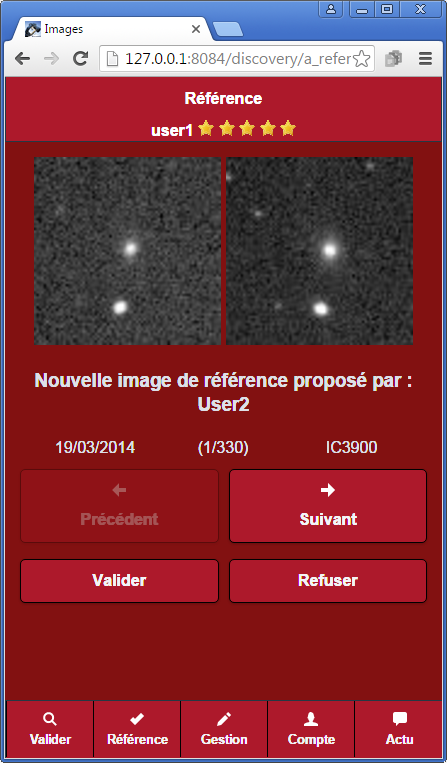 Images
127.0.0.1:8084/discovery/a_refer
Référence
user1
Nouvelle image de référence proposé par :
User2
19/03/2014 (1/330) IC3900
Précédent Suivant
Valider Refuser
Valider Référence Gestion Compte Actu